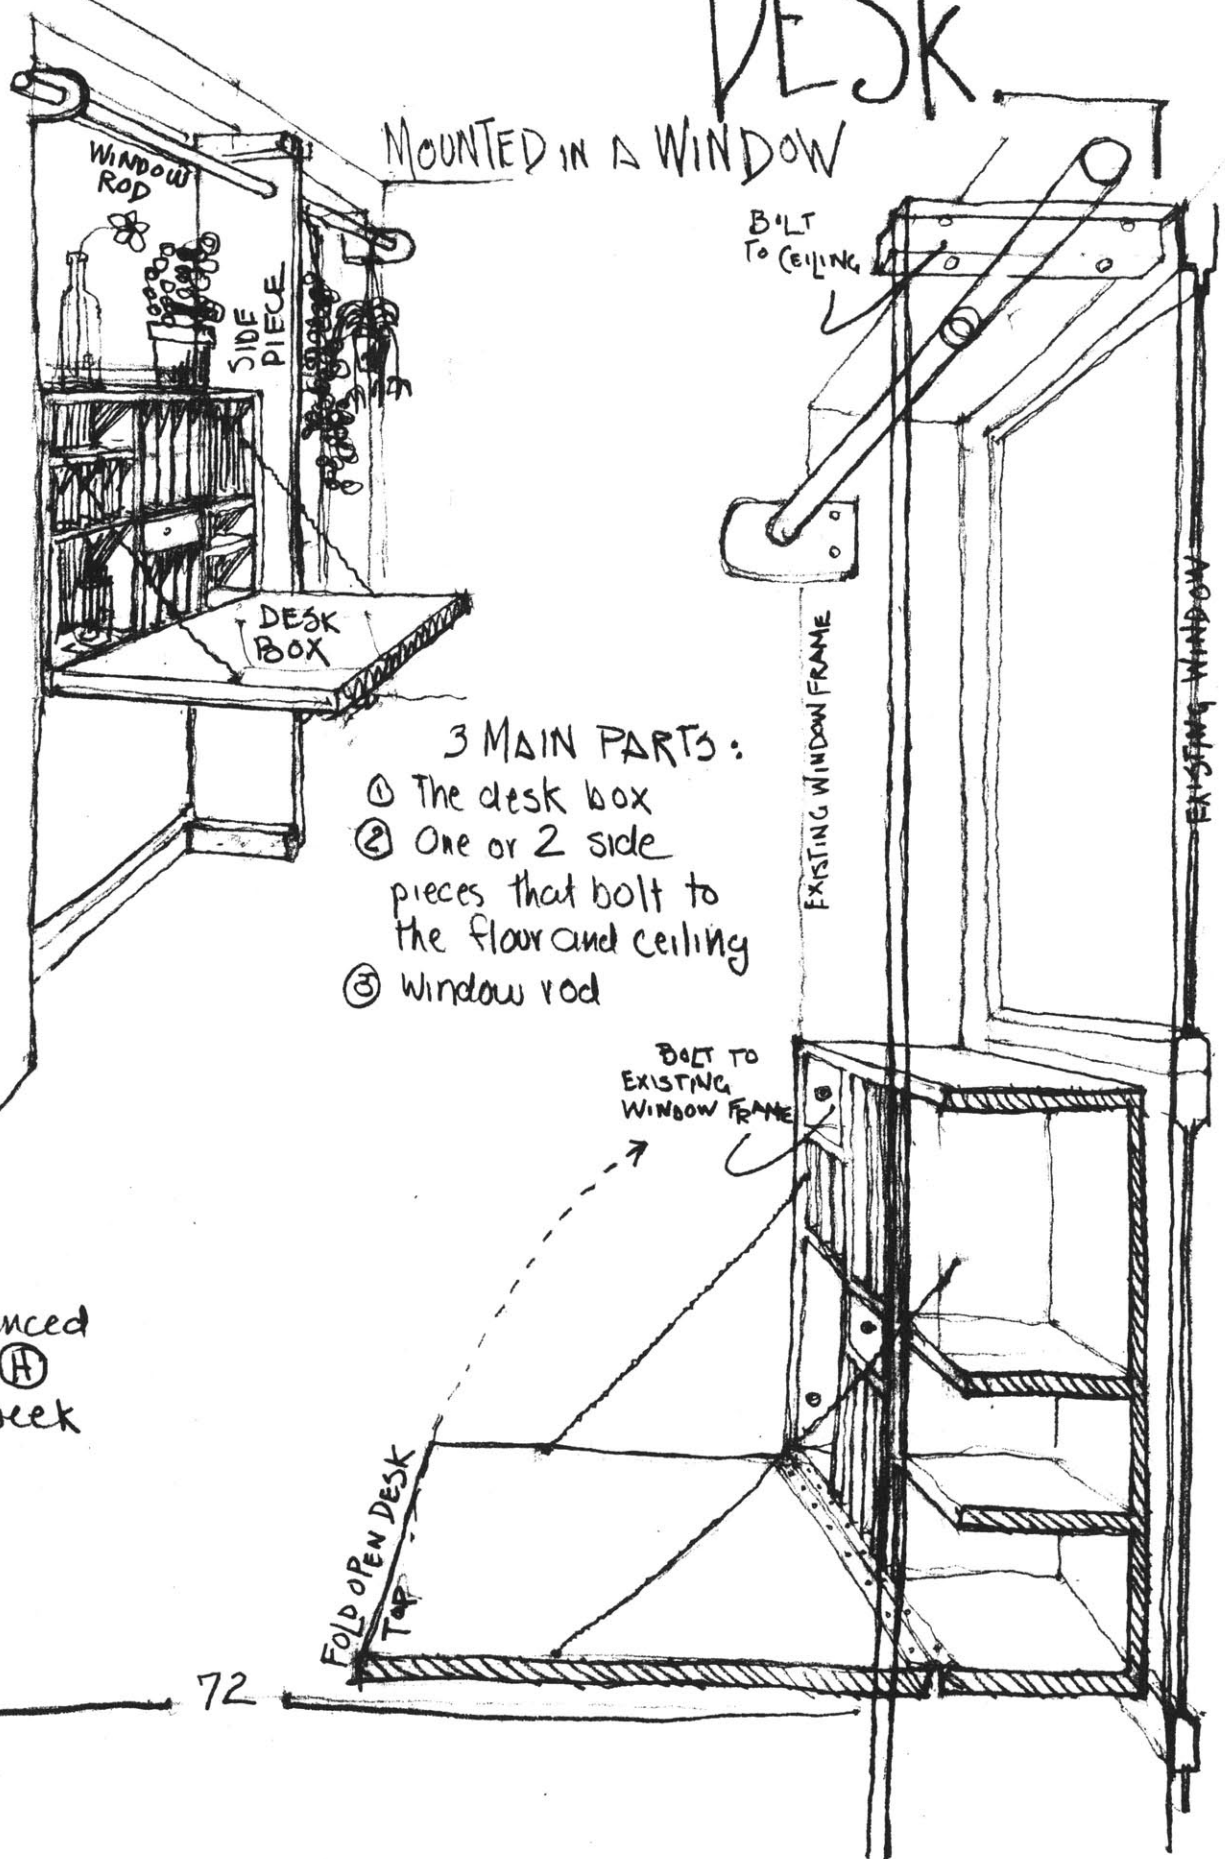 DESK
MOUNTED IN A WINDOW
WINDOW
ROD
SIDE
PIECE
BOLT
TO CEILING
DESK
BOX
EXISTING WINDOW FRAME
EXISTING WINDOW
3 MAIN PARTS:
① The desk box
② One or 2 side
pieces that bolt to
the floor and ceiling
③ Window rod
BOLT TO
EXISTING
WINDOW FRAME
H
FOLD OPEN DESK
TOP
72